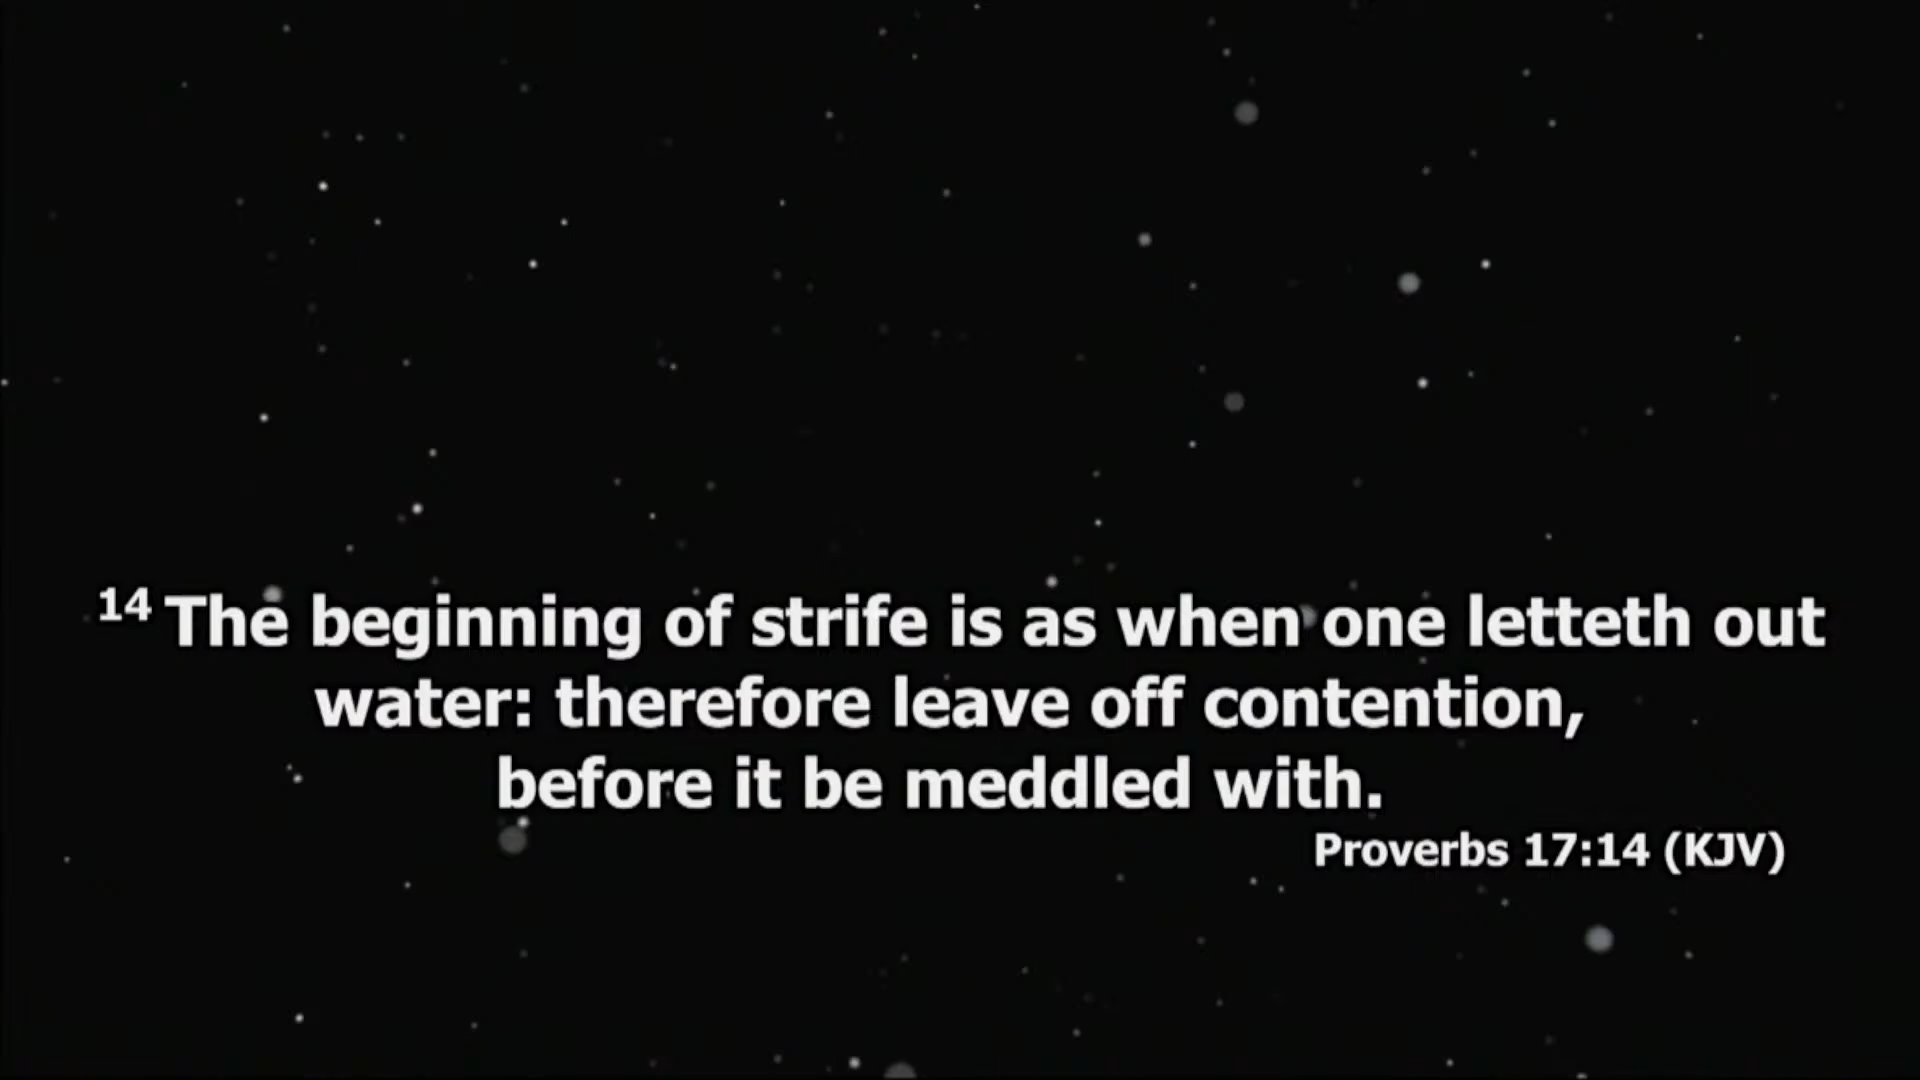 14 The beginning of strife is as when one letteth out
water: therefore leave off contention,
before it be meddled with.
Proverbs 17:14 (KJV)